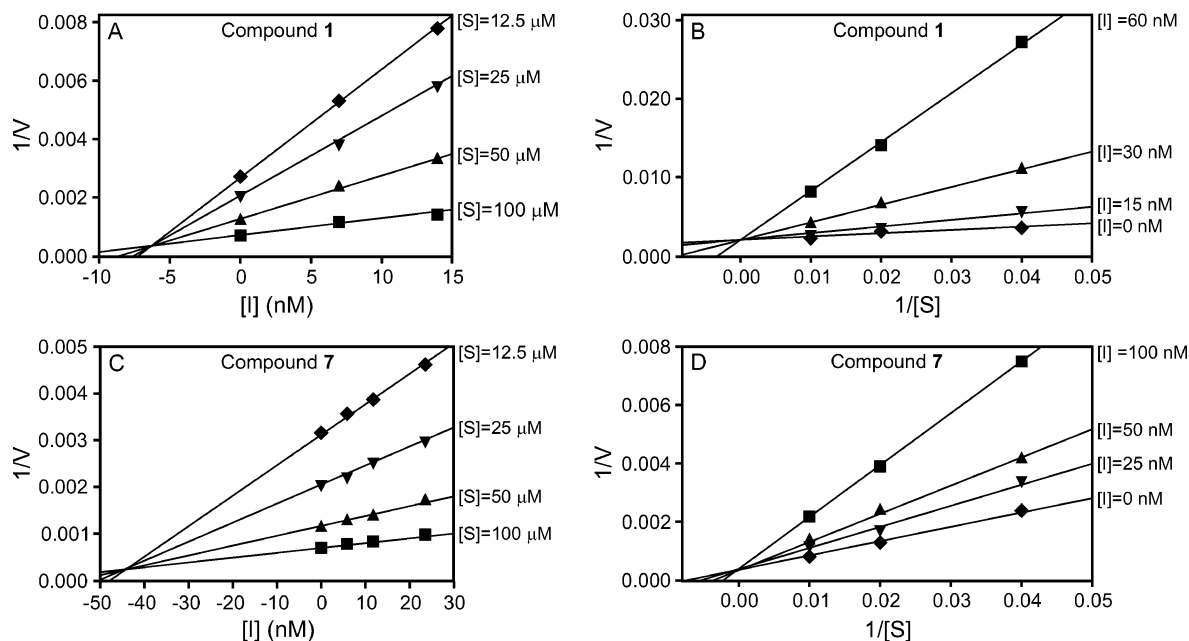 A
Compound 1
1/V
0.008
0.006
0.004
0.002
0.000
-10 -5 0 5 10 15
[I] (nM)
[S]=12.5 μM
[S]=25 μM
[S]=50 μM
[S]=100 μM
B
Compound 1
1/V
0.030
0.020
0.010
0.000
0.00 0.01 0.02 0.03 0.04 0.05
1/[S]
[I] =60 nM
[I]=30 nM
[I]=15 nM
[I]=0 nM
C
Compound 7
1/V
0.005
0.004
0.003
0.002
0.001
0.000
-50 -40 -30 -20 -10 0 10 20 30
[I] (nM)
[S]=12.5 μM
[S]=25 μM
[S]=50 μM
[S]=100 μM
D
Compound 7
1/V
0.008
0.006
0.004
0.002
0.000
0.00 0.01 0.02 0.03 0.04 0.05
1/[S]
[I] =100 nM
[I]=50 nM
[I]=25 nM
[I]=0 nM